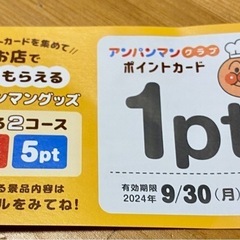 ートカードを集めて
お店で
もらえる
ンマングッズ
る2コース
5pt
る景品内容は
ルをみてね!
アンパンマンクラブ
ポイントカード
1pt
有効期限
2024年 9/30(月)